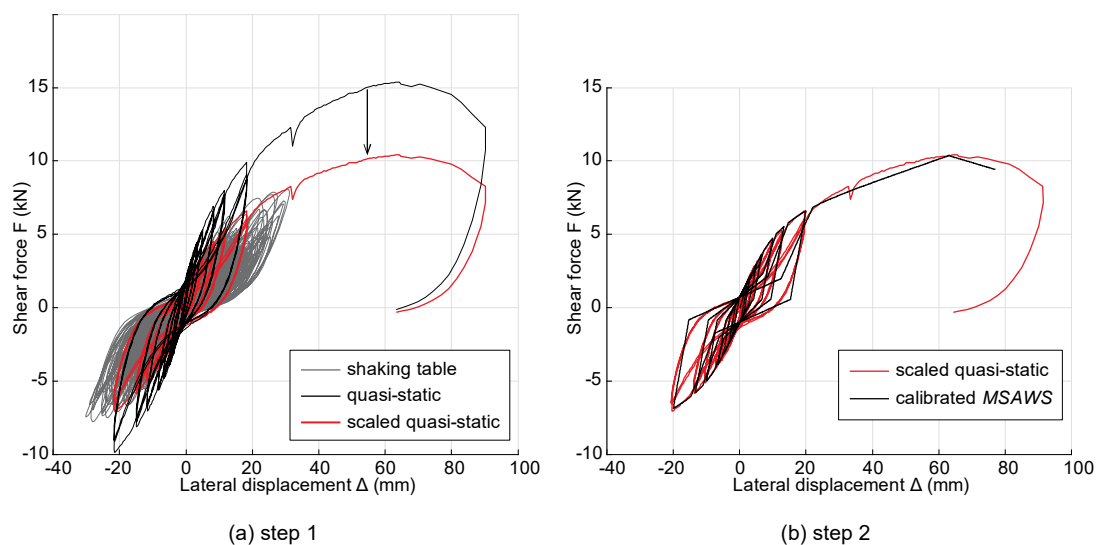 15
10
5
0
-5
-10
-40
-20
0
20
40
60
80
100
Shear force F (kN)
Lateral displacement Δ (mm)
shaking table
quasi-static
scaled quasi-static
(a) step 1
15
10
5
0
-5
-10
-40
-20
0
20
40
60
80
100
Shear force F (kN)
Lateral displacement Δ (mm)
scaled quasi-static
calibrated MSAWS
(b) step 2